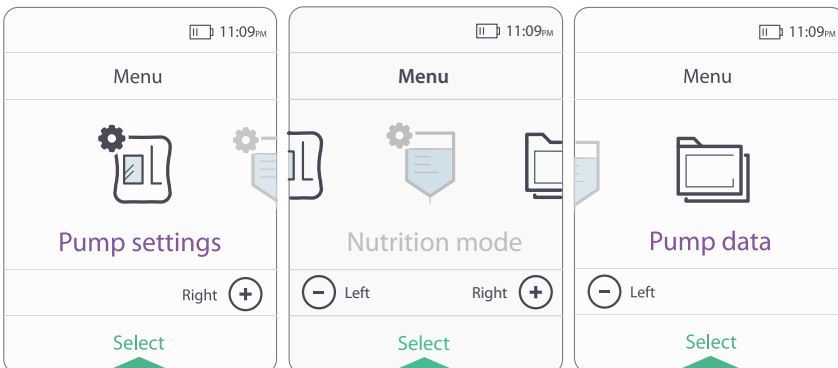 11:09PM
Menu
Pump settings
Right
Select
11:09PM
Menu
Nutrition mode
Left Right
Select
11:09PM
Menu
Pump data
Left
Select